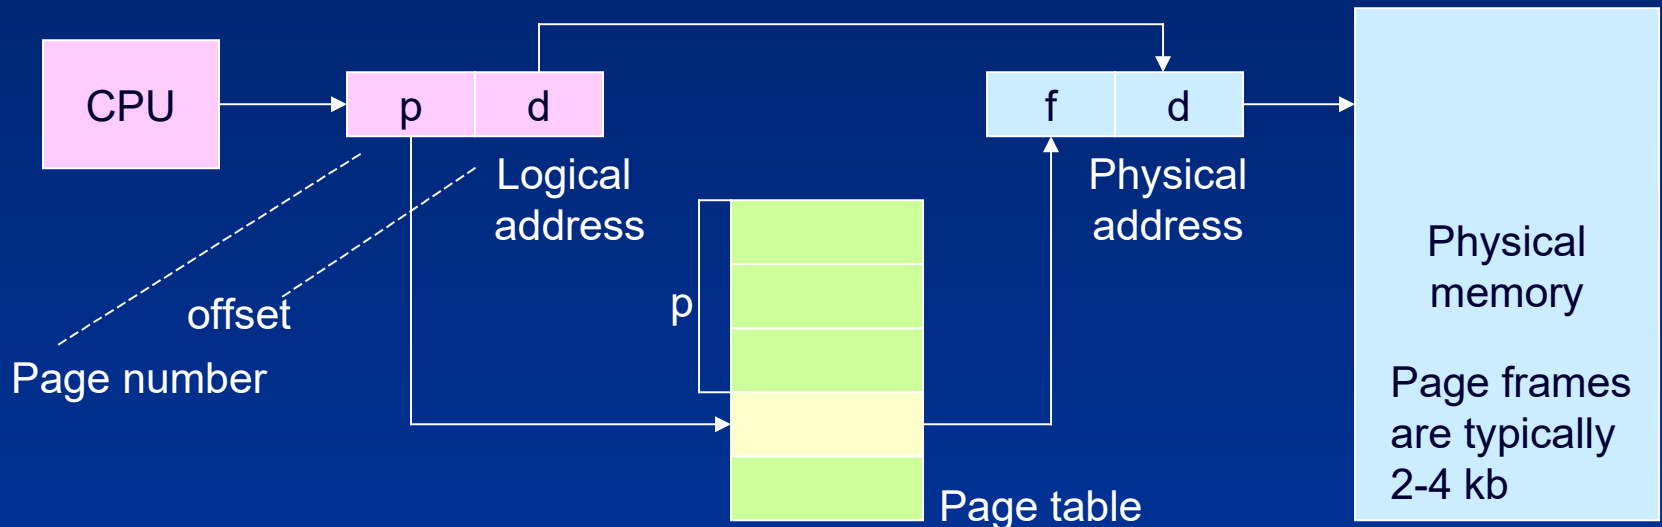 CPU
p
d
f
d
Logical
address
Physical
address
Physical
memory
p
offset
Page number
Page frames
are typically
2-4 kb
Page table